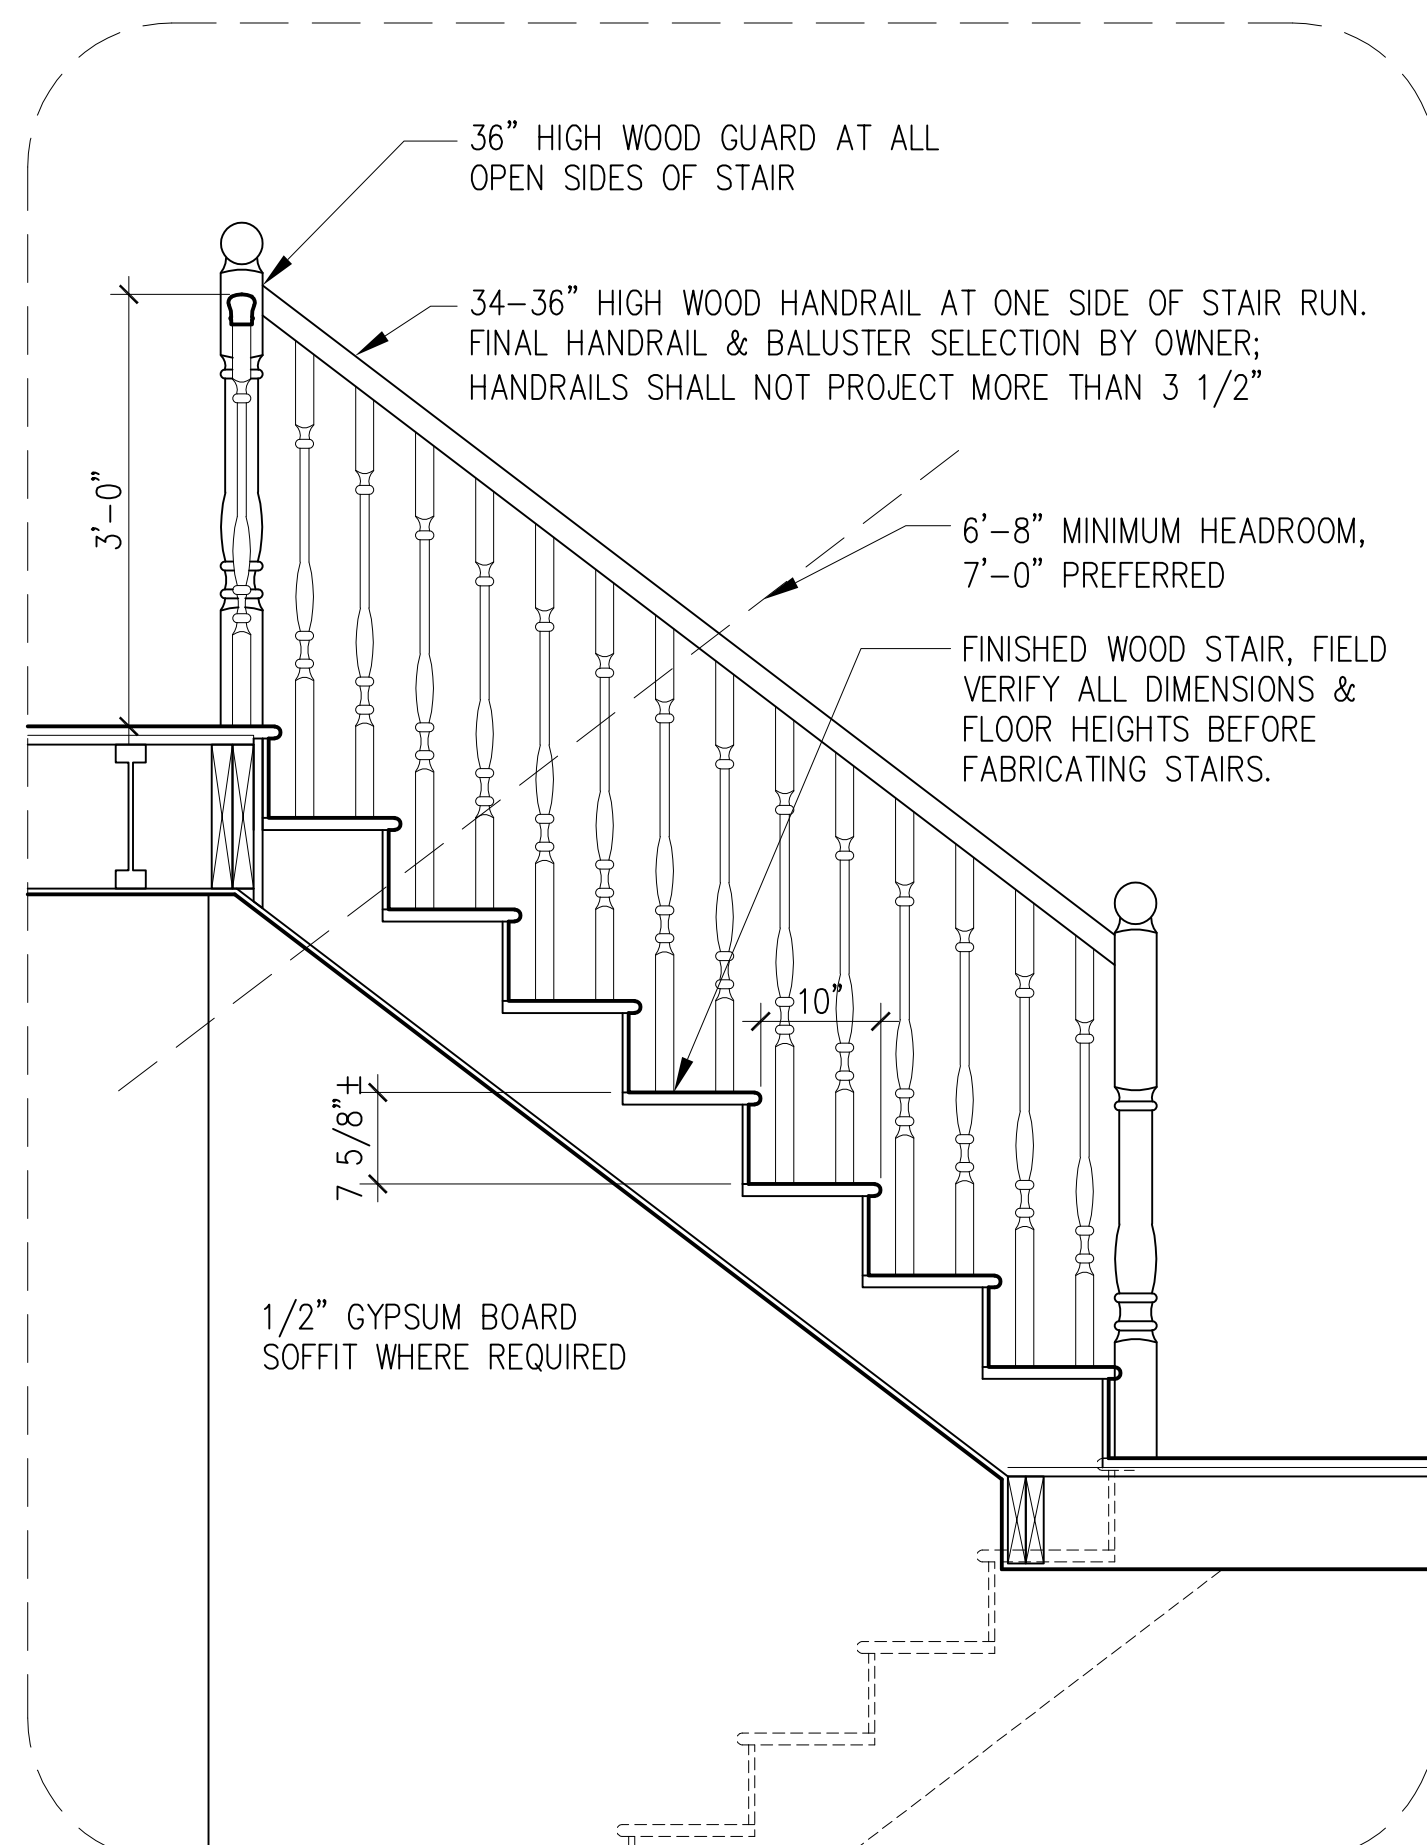 36” HIGH WOOD GUARD AT ALL
OPEN SIDES OF STAIR
34–36” HIGH WOOD HANDRAIL AT ONE SIDE OF STAIR RUN.
FINAL HANDRAIL & BALUSTER SELECTION BY OWNER;
HANDRAILS SHALL NOT PROJECT MORE THAN 3 1/2”
3’–0”
6’–8” MINIMUM HEADROOM,
7’–0” PREFERRED
FINISHED WOOD STAIR, FIELD
VERIFY ALL DIMENSIONS &
FLOOR HEIGHTS BEFORE
FABRICATING STAIRS.
10”
7 5/8”±
1/2” GYPSUM BOARD
SOFFIT WHERE REQUIRED